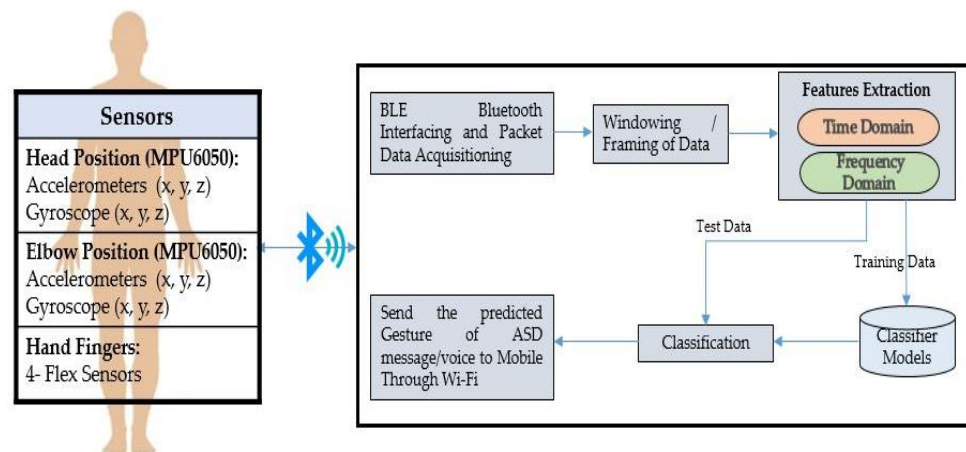 Sensors
Head Position (MPU6050):
Accelerometers (x, y, z)
Gyroscope (x, y, z)
Elbow Position (MPU6050):
Accelerometers (x, y, z)
Gyroscope (x, y, z)
Hand Fingers:
4- Flex Sensors
BLE Bluetooth
Interfacing and Packet
Data Acquisitioning
Windowing /
Framing of Data
Features Extraction
Time Domain
Frequency
Domain
Test Data
Training Data
Send the predicted
Gesture of ASD
message/voice to Mobile
Through Wi-Fi
Classification
Classifier
Models